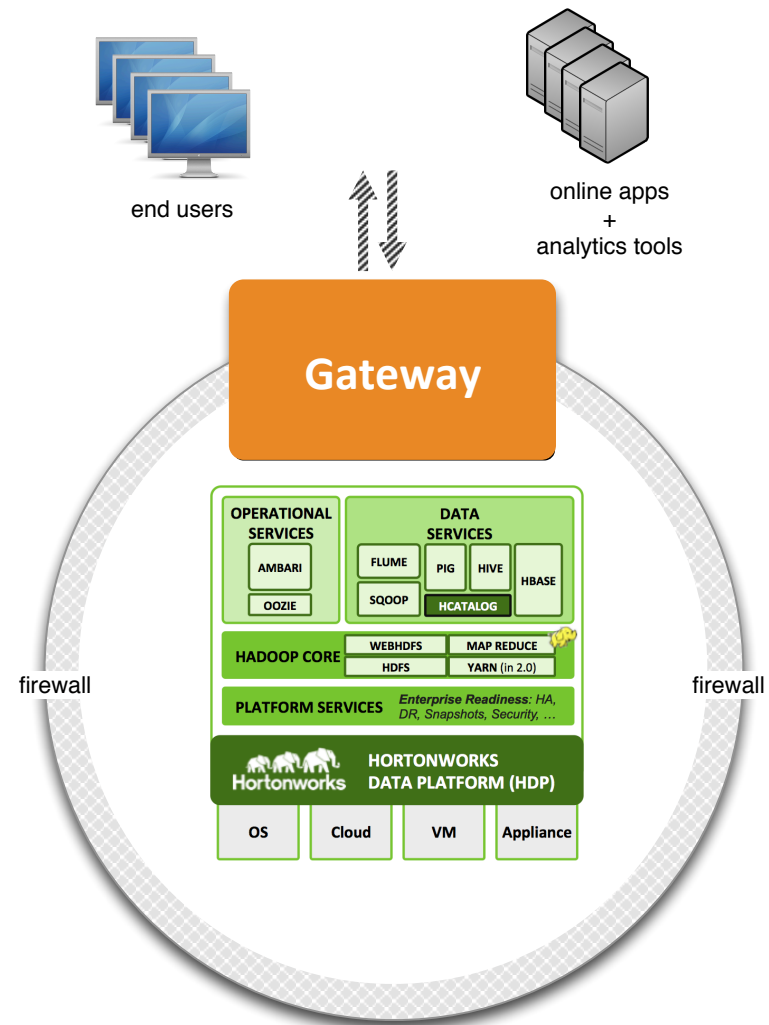 end users
online apps
+
analytics tools
Gateway
OPERATIONAL
SERVICES
AMBARI
OOZIE
DATA
SERVICES
FLUME
SQOOP
PIG
HIVE
HCATALOG
HBASE
HADOOP CORE
WEBHDFS
MAP REDUCE
HDFS
YARN (in 2.0)
firewall
firewall
PLATFORM SERVICES
Enterprise Readiness: HA,
DR, Snapshots, Security, …
Hortonworks
HORTONWORKS
DATA PLATFORM (HDP)
OS
Cloud
VM
Appliance